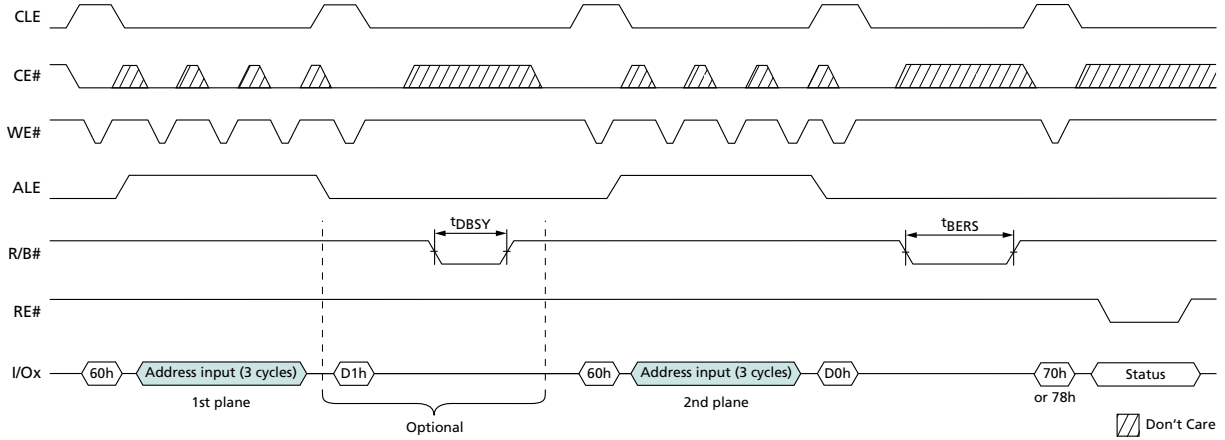 CLE
CE#
WE#
ALE
tDBSY
tBERS
R/B#
RE#
I/Ox
60h
Address input (3 cycles)
D1h
60h
Address input (3 cycles)
D0h
70h
Status
1st plane
2nd plane
or 78h
Optional
Don't Care